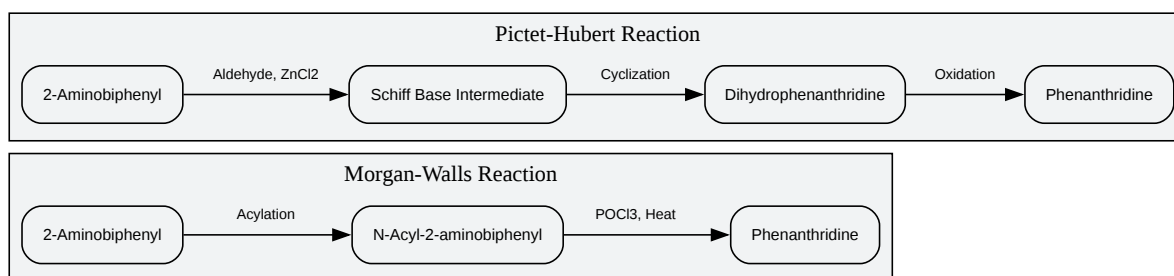 Pictet-Hubert Reaction
2-Aminobiphenyl
Aldehyde, ZnCl2
Schiff Base Intermediate
Cyclization
Dihydrophenanthridine
Oxidation
Phenanthridine
Morgan-Walls Reaction
2-Aminobiphenyl
Acylation
N-Acyl-2-aminobiphenyl
POCl3, Heat
Phenanthridine